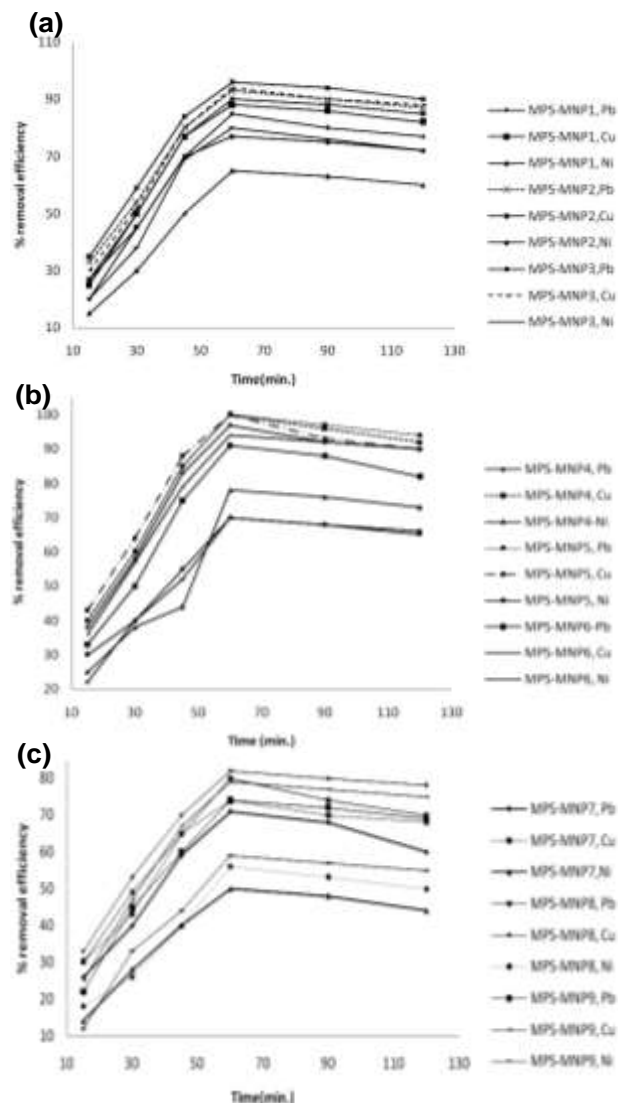 (a)
110
90
70
50
30
10
% removal efficiency
10 30 50 70 90 110 130
Time(min.)
MPS-MNP1, Pb
MPS-MNP1, Cu
MPS-MNP1, Ni
MPS-MNP2, Pb
MPS-MNP2, Cu
MPS-MNP2, Ni
MPS-MNP3, Pb
MPS-MNP3, Cu
MPS-MNP3, Ni
(b)
100
90
80
70
60
50
40
30
20
% removal efficiency
10 30 50 70 90 110 130
Time (min.)
MPS-MNP4, Pb
MPS-MNP4, Cu
MPS-MNP4-Ni
MPS-MNP5, Pb
MPS-MNP5, Cu
MPS-MNP5, Ni
MPS-MNP6-Pb
MPS-MNP6, Cu
MPS-MNP6, Ni
(c)
80
70
60
50
40
30
20
10
% removal efficiency
10 30 50 70 90 110 130
Time(min.)
MPS-MNP7, Pb
MPS-MNP7, Cu
MPS-MNP7, Ni
MPS-MNP8, Pb
MPS-MNP8, Cu
MPS-MNP8, Ni
MPS-MNP9, Pb
MPS-MNP9, Cu
MPS-MNP9, Ni